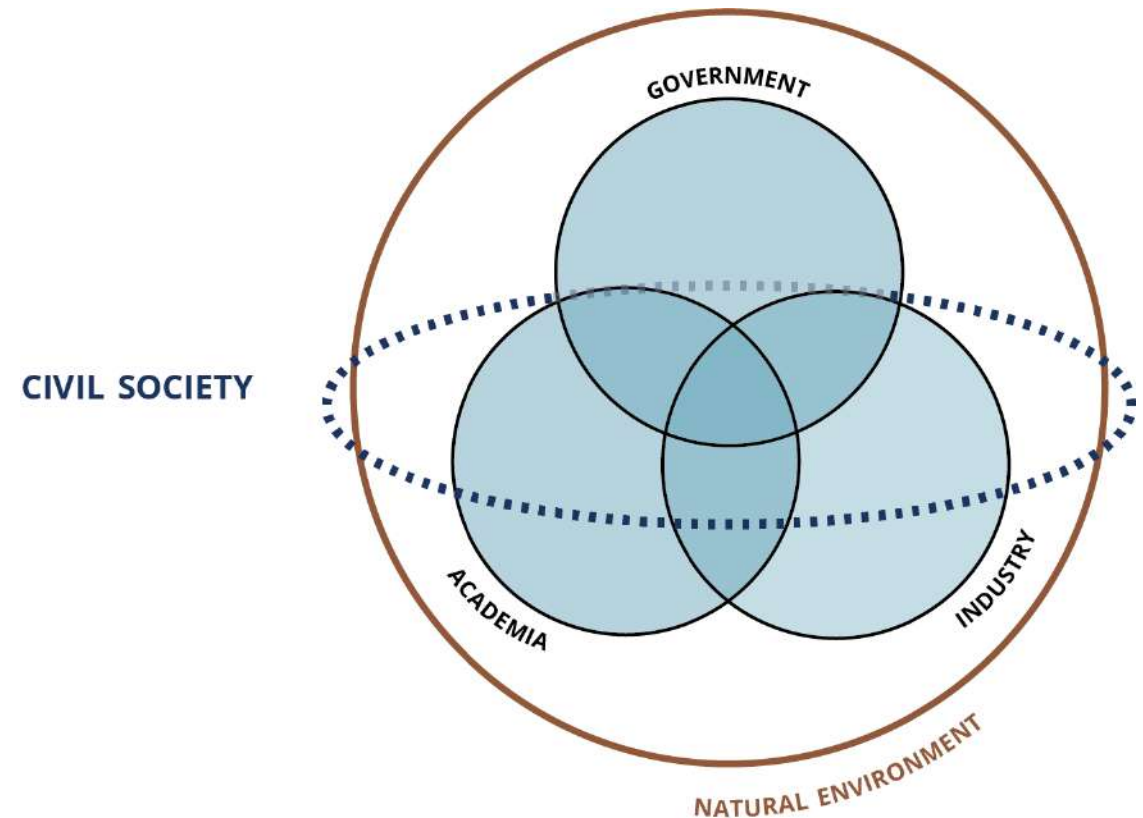 GOVERNMENT
CIVIL SOCIETY
ACADEMIA
INDUSTRY
NATURAL ENVIRONMENT